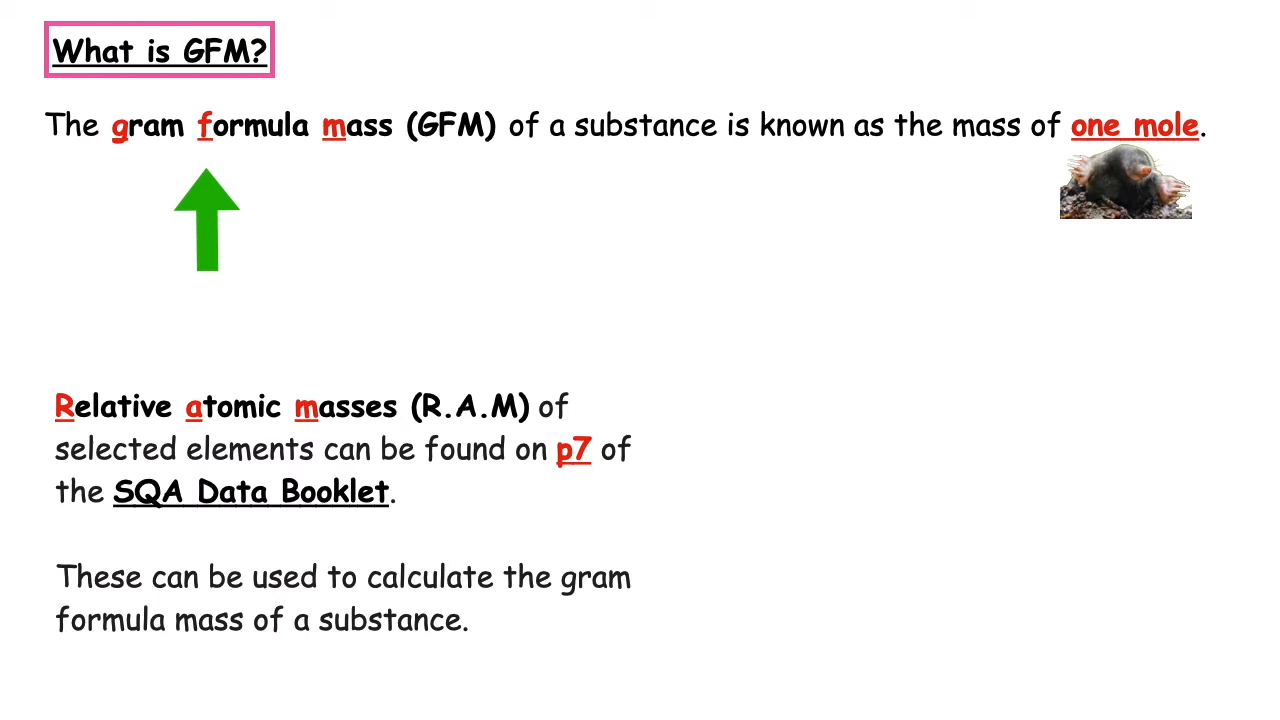 What is GFM?
The gram formula mass (GFM) of a substance is known as the mass of one mole.
Relative atomic masses (R.A.M) of
selected elements can be found on p7 of
the SQA Data Booklet.
These can be used to calculate the gram
formula mass of a substance.